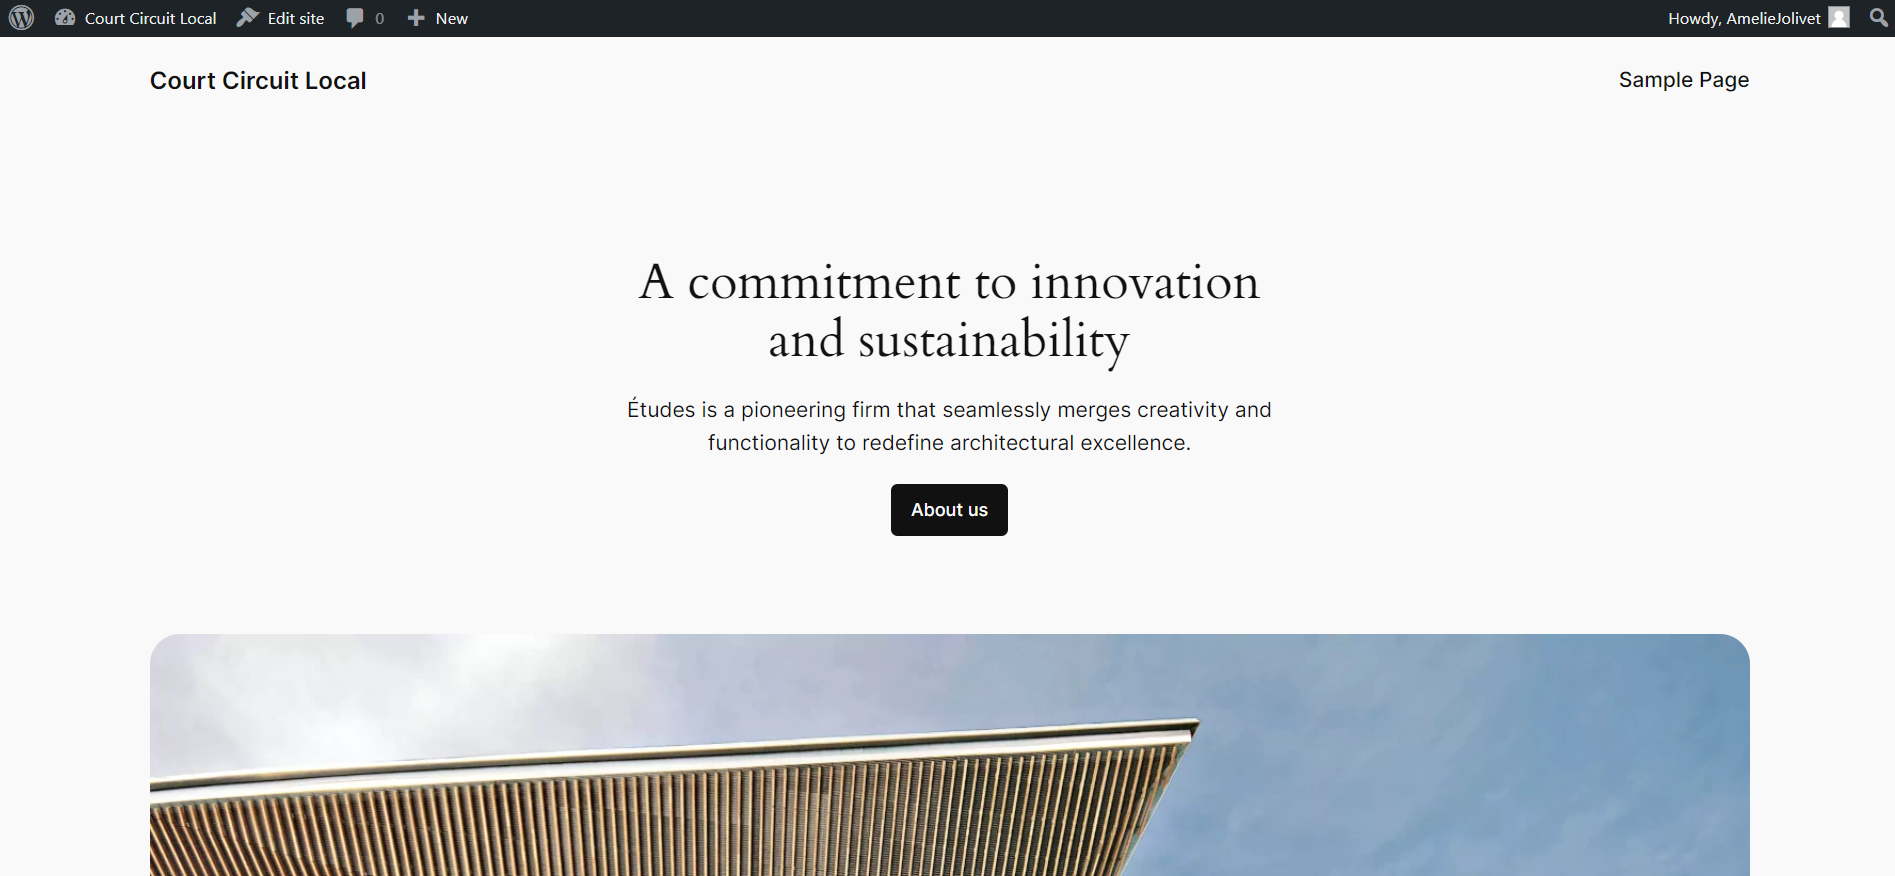 Court Circuit Local Edit site 0 New Howdy, AmelieJolivet
Court Circuit Local Sample Page
A commitment to innovation
and sustainability
Études is a pioneering firm that seamlessly merges creativity and
functionality to redefine architectural excellence.
About us